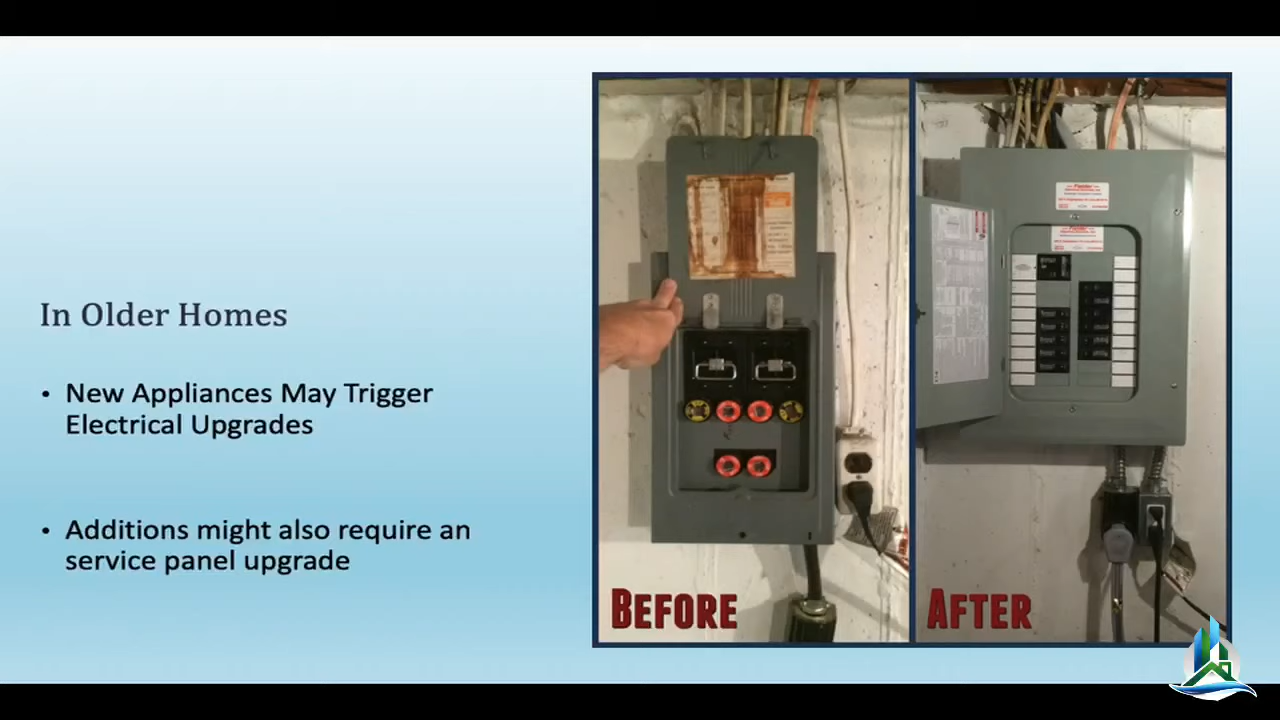 In Older Homes
• New Appliances May Trigger
Electrical Upgrades
• Additions might also require an
service panel upgrade
BEFORE
AFTER